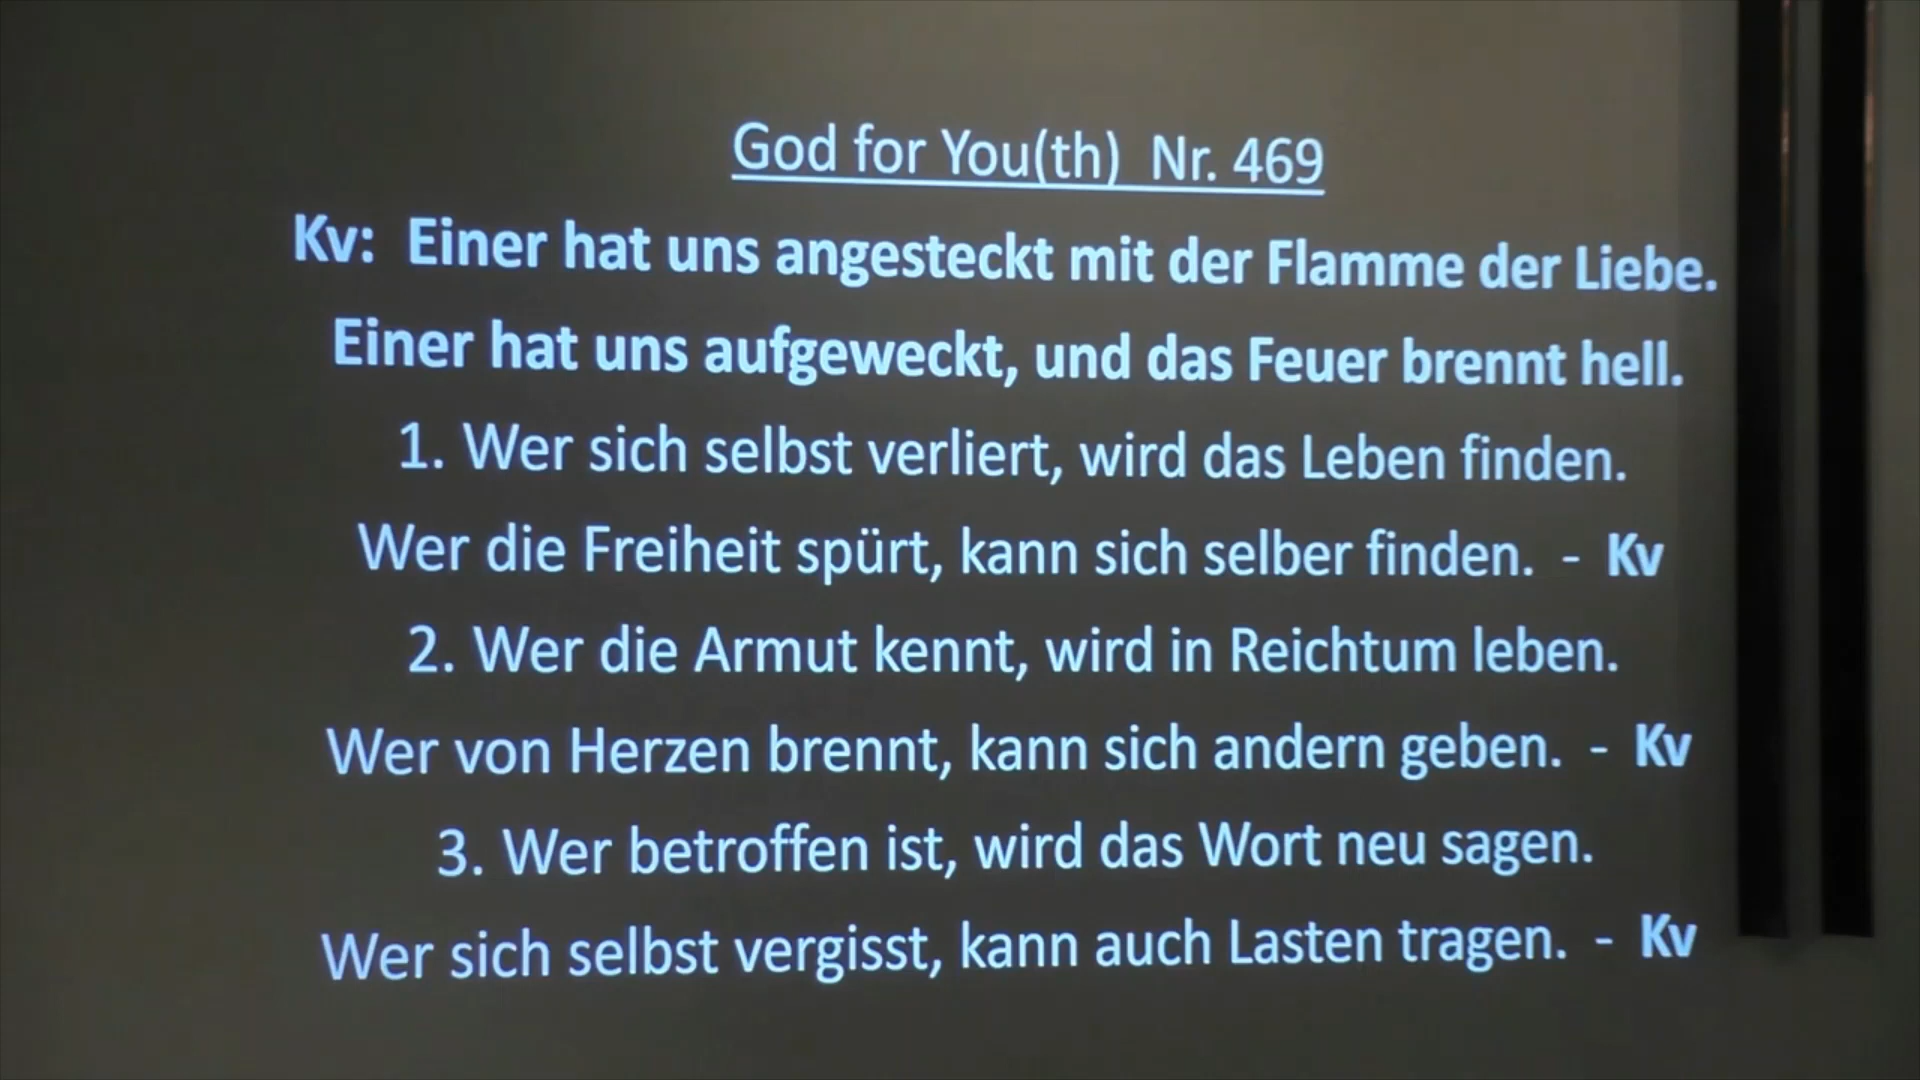 God for You(th) Nr. 469
Kv: Einer hat uns angesteckt mit der Flamme der Liebe.
Einer hat uns aufgeweckt, und das Feuer brennt hell.
1. Wer sich selbst verliert, wird das Leben finden.
Wer die Freiheit spürt, kann sich selber finden. - Kv
2. Wer die Armut kennt, wird in Reichtum leben.
Wer von Herzen brennt, kann sich andern geben. - Kv
3. Wer betroffen ist, wird das Wort neu sagen.
Wer sich selbst vergisst, kann auch Lasten tragen. - Kv